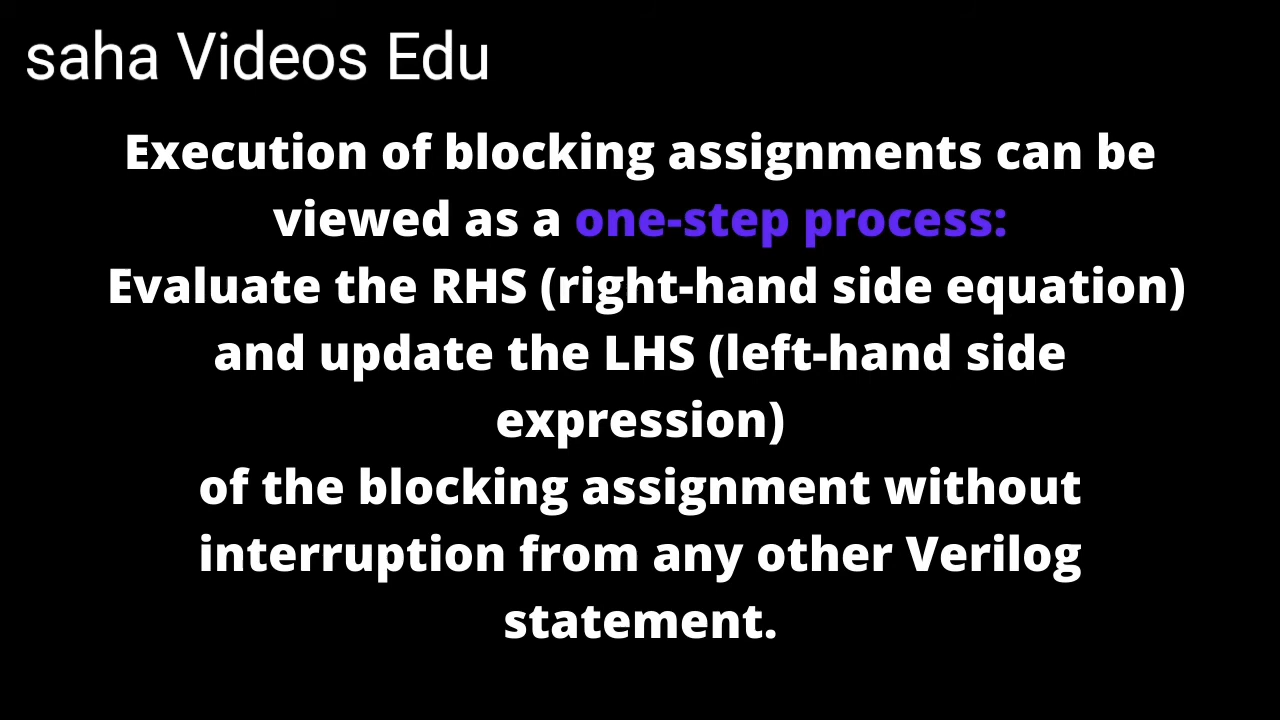 saha Videos Edu
Execution of blocking assignments can be
viewed as a one-step process:
Evaluate the RHS (right-hand side equation)
and update the LHS (left-hand side
expression)
of the blocking assignment without
interruption from any other Verilog
statement.